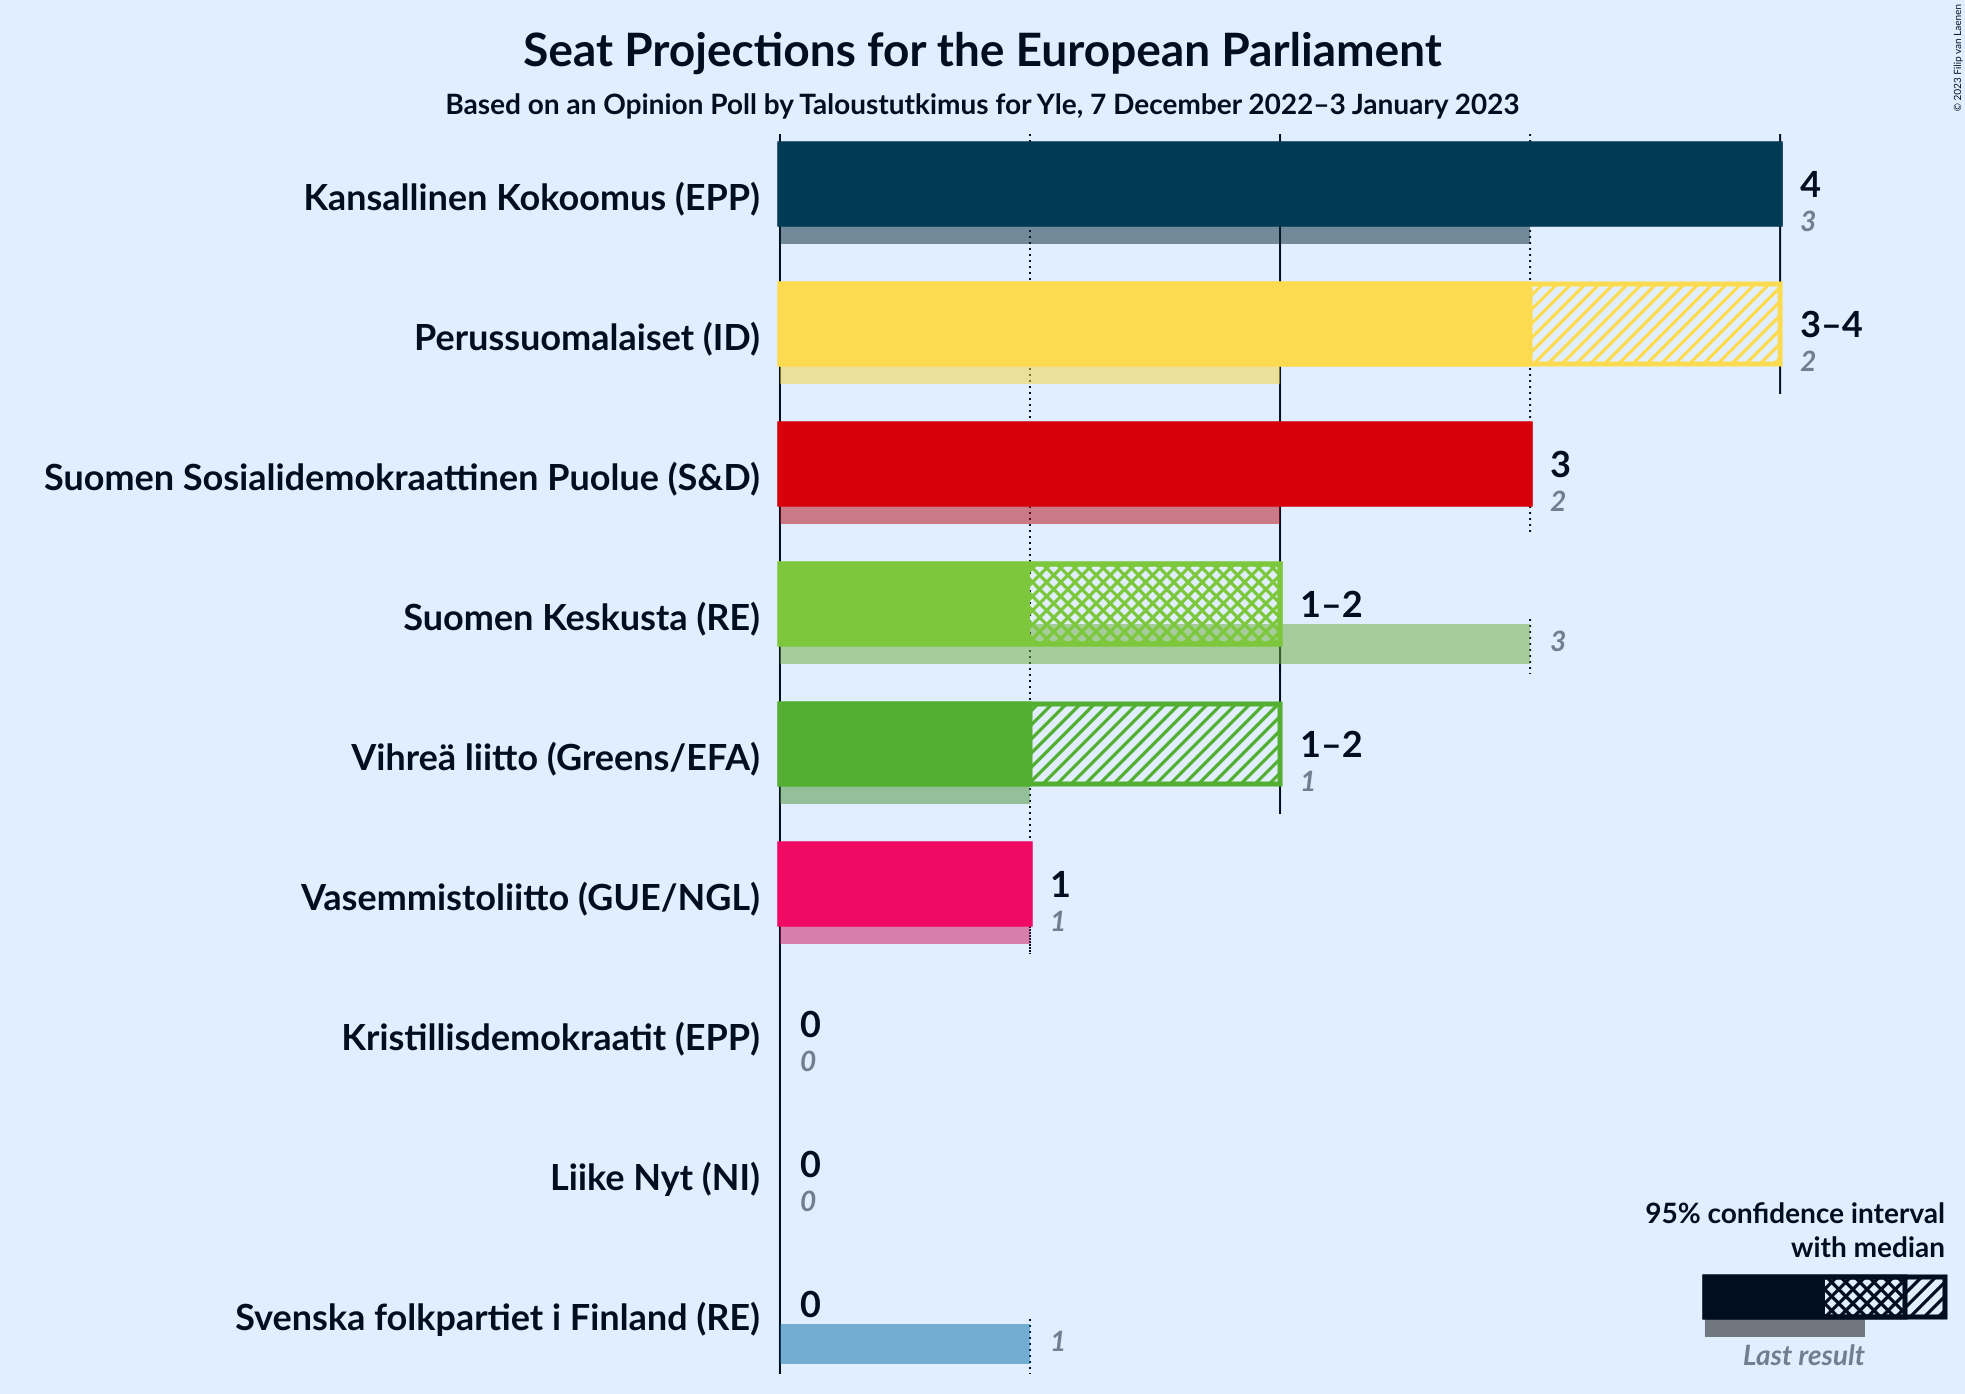 Seat Projections for the European Parliament
Based on an Opinion Poll by Taloustutkimus for Yle, 7 December 2022–3 January 2023
© 2023 Filip van Laenen
Kansallinen Kokoomus (EPP)
4
3
Perussuomalaiset (ID)
3–4
2
Suomen Sosialidemokraattinen Puolue (S&D)
3
2
Suomen Keskusta (RE)
1–2
3
Vihreä liitto (Greens/EFA)
1–2
1
Vasemmistoliitto (GUE/NGL)
1
1
Kristillisdemokraatit (EPP)
0
0
Liike Nyt (NI)
0
0
Svenska folkpartiet i Finland (RE)
0
1
95% confidence interval
with median
Last result